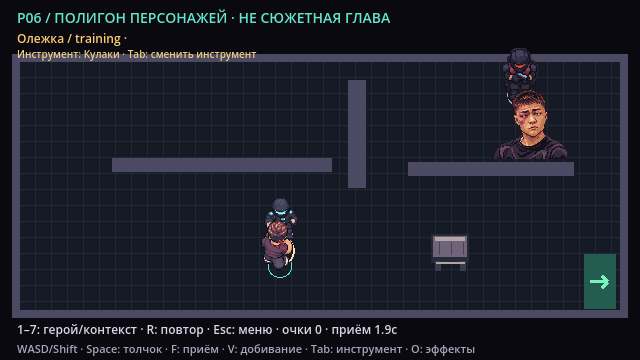 P06 / ПОЛИГОН ПЕРСОНАЖЕЙ · НЕ СЮЖЕТНАЯ ГЛАВА
Олежка / training ·
Инструмент: Кулаки · Tab: сменить инструмент
1–7: герой/контекст · R: повтор · Esc: меню · очки 0 · приём 1.9с
WASD/Shift · Space: толчок · F: приём · V: добивание · Tab: инструмент · O: эффекты